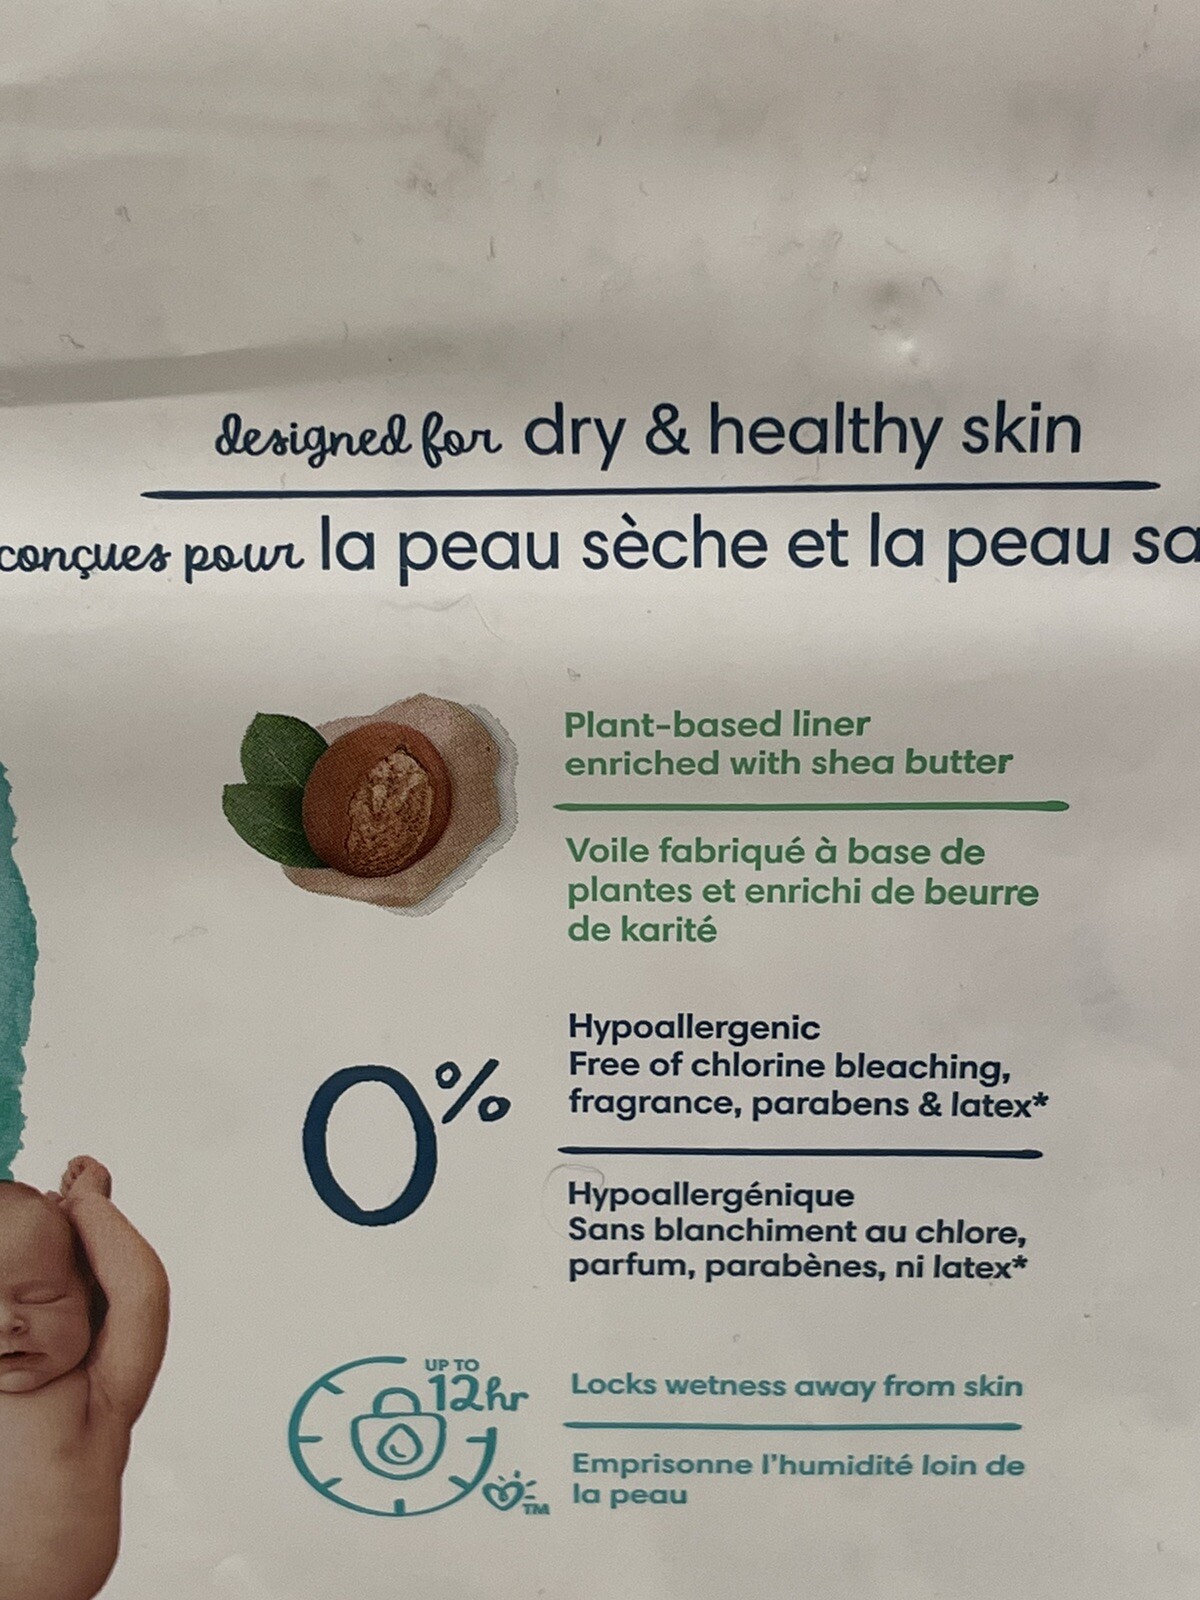 designed for dry & healthy skin
conçues pour la peau sèche et la peau
Plant-based liner
enriched with shea butter
Voile fabriqué à base de
plantes et enrichi de beurre
de karité
0%
Hypoallergenic
Free of chlorine bleaching,
fragrance, parabens & latex*
Hypoallergénique
Sans blanchiment au chlore,
parfum, parabènes, ni latex*
UP TO
12hr
TM
Locks wetness away from skin
Emprisonne l'humidité loin de
la peau